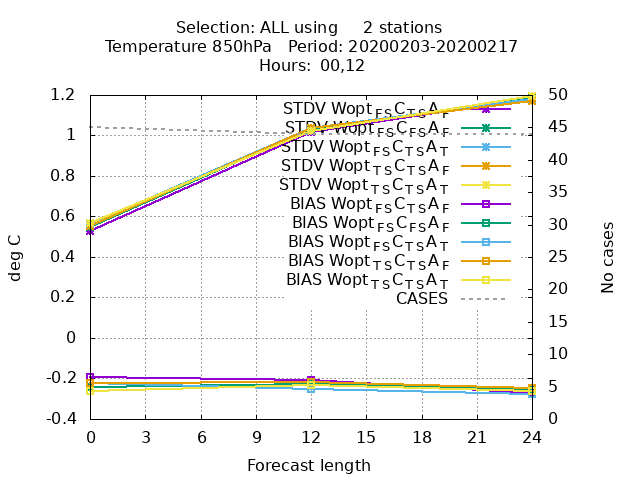 Selection: ALL using 2 stations
Temperature 850hPa Period: 20200203-20200217
Hours: 00,12
1.2
1
0.8
0.6
0.4
0.2
0
-0.2
-0.4
deg C
50
45
40
35
30
25
20
15
10
5
0
No cases
STDV Wopt FS C TS A F
STDV Wopt FS C FS A F
STDV Wopt FS C TS A T
STDV Wopt TS C TS A F
STDV Wopt TS C TS A T
BIAS Wopt FS C TS A F
BIAS Wopt FS C FS A F
BIAS Wopt FS C TS A T
BIAS Wopt TS C TS A F
BIAS Wopt TS C TS A T
CASES
0 3 6 9 12 15 18 21 24
Forecast length